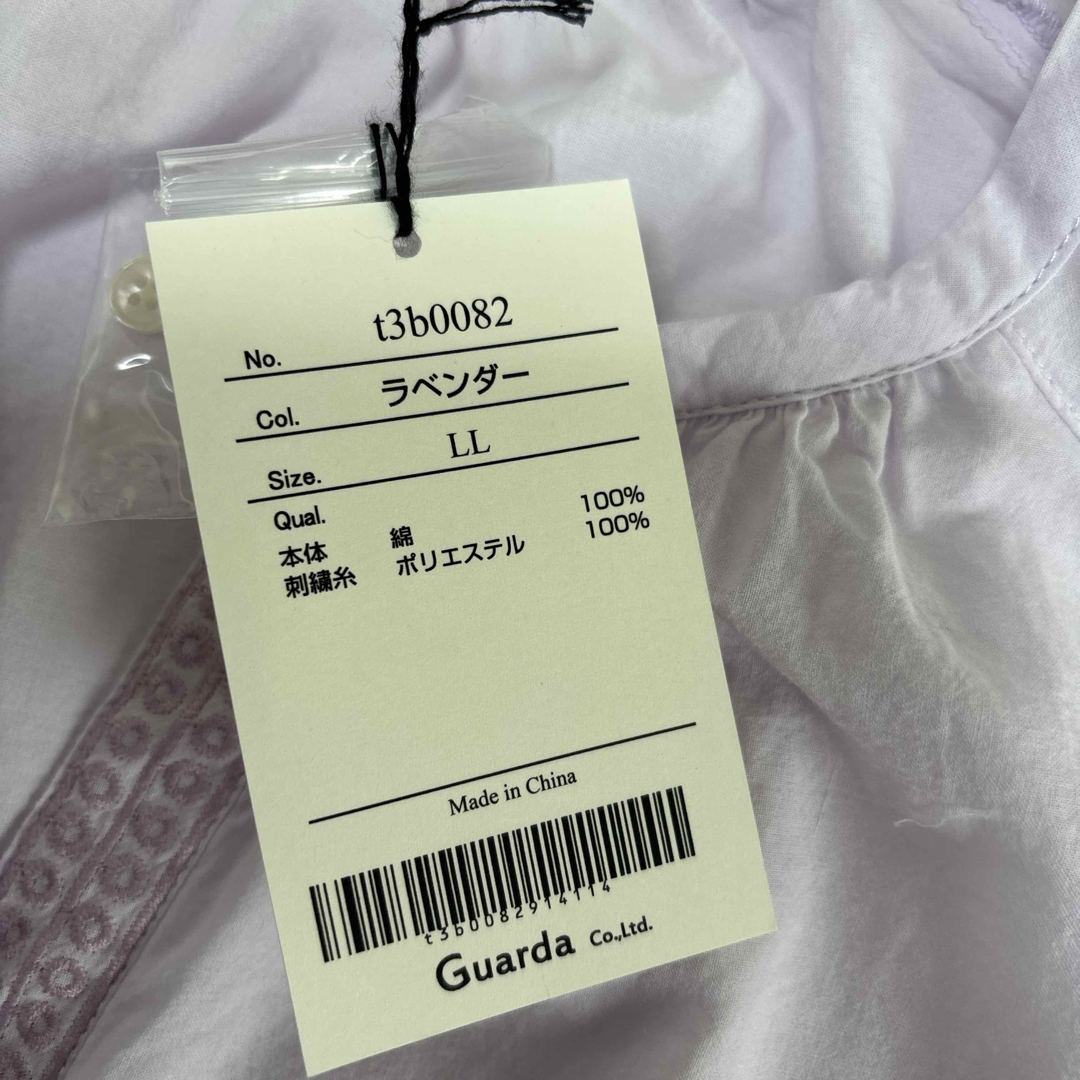 t3b0082
No.
ラベンダー
Col.
LL
Size.
Qual.
本体 綿 100%
刺繍糸 ポリエステル 100%
Made in China
t3b0082914114
Guarda Co.,Ltd.